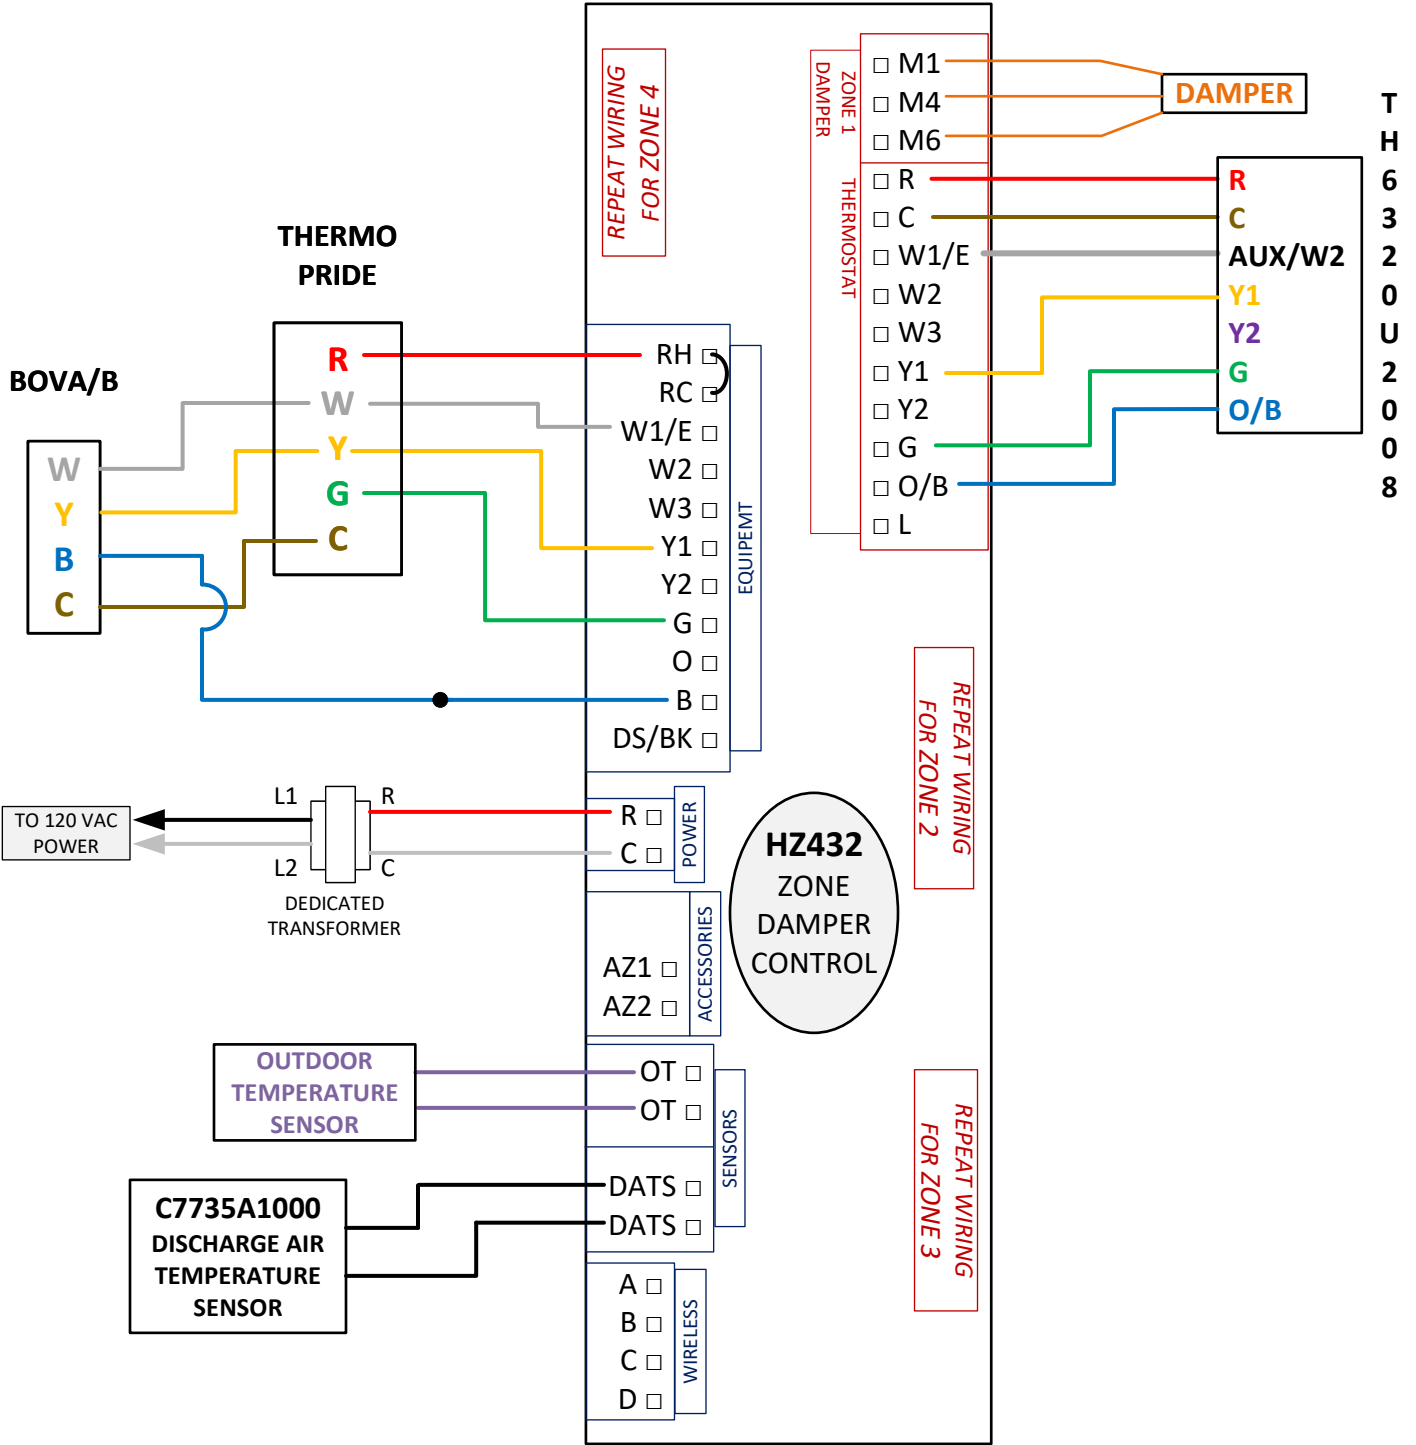 REPEAT WIRING
FOR ZONE 4
ZONE 1
DAMPER
M1
M4
M6
DAMPER
THERMOSTAT
R
C
W1/E
W2
W3
Y1
Y2
G
O/B
L
R
C
AUX/W2
Y1
Y2
G
O/B
T
H
6
3
2
0
U
2
0
0
8
THERMO
PRIDE
R
W
Y
G
C
BOVA/B
W
Y
B
C
RH
RC
W1/E
W2
W3
Y1
Y2
G
O
B
DS/BK
EQUIPEMT
REPEAT WIRING
FOR ZONE 2
TO 120 VAC
POWER
L1
L2
R
C
DEDICATED
TRANSFORMER
R
C
POWER
HZ432
ZONE
DAMPER
CONTROL
AZ1
AZ2
ACCESSORIES
OUTDOOR
TEMPERATURE
SENSOR
OT
OT
DATS
DATS
SENSORS
C7735A1000
DISCHARGE AIR
TEMPERATURE
SENSOR
REPEAT WIRING
FOR ZONE 3
A
B
C
D
WIRELESS